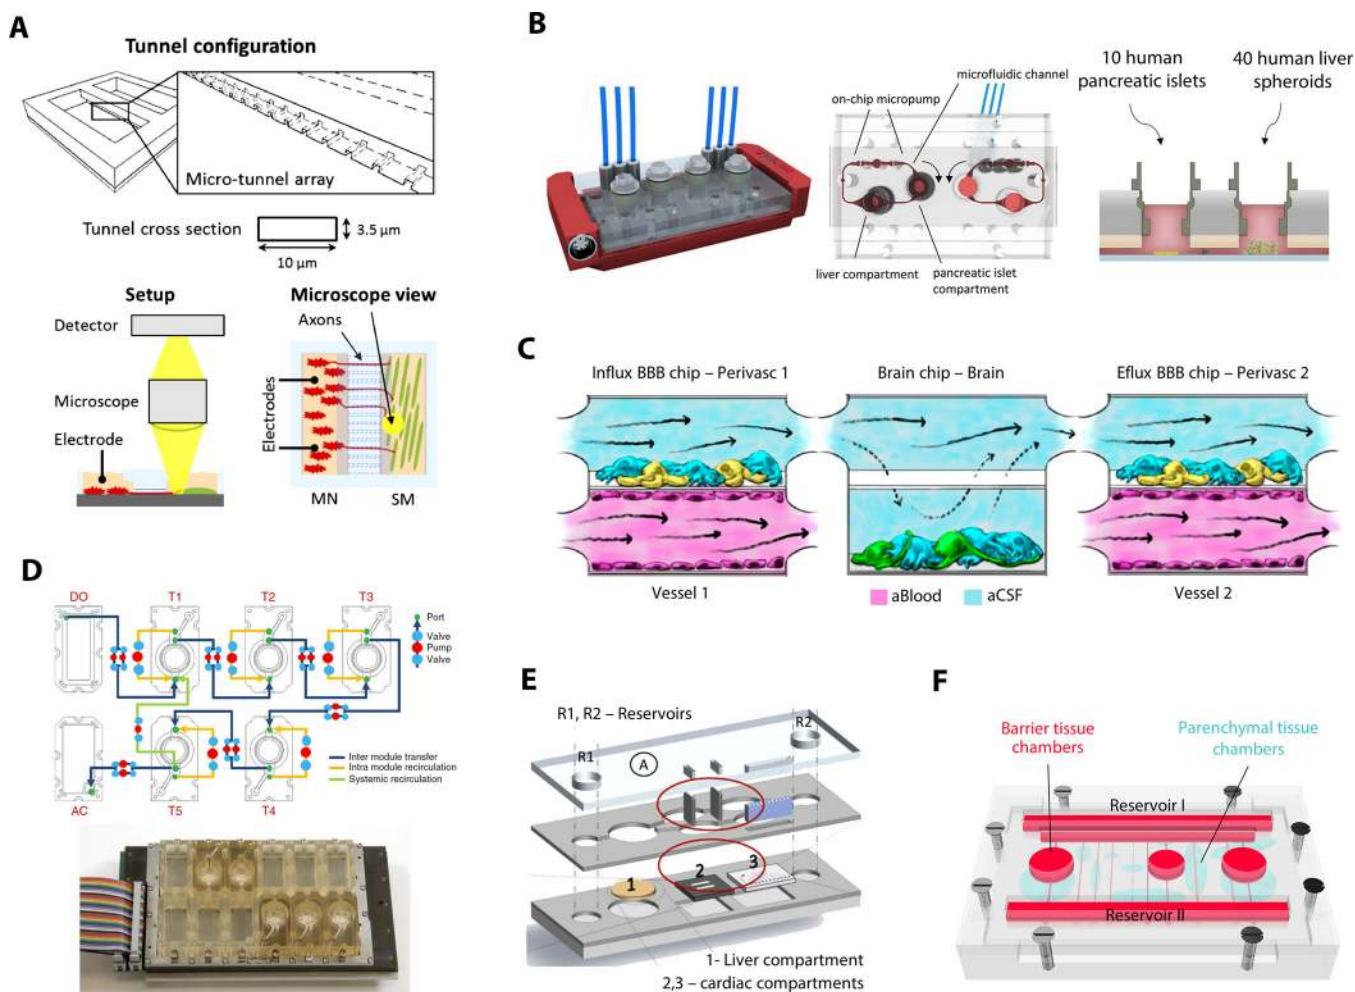 A
Tunnel configuration
Micro-tunnel array
Tunnel cross section
3.5 μm
10 μm
Setup
Detector
Microscope
Electrode
Microscope view
Axons
Electrodes
MN
SM
B
microfluidic channel
on-chip micropump
liver compartment
pancreatic islet
compartment
10 human
pancreatic islets
40 human liver
spheroids
C
Influx BBB chip – Perivasc 1
Brain chip – Brain
Eflux BBB chip – Perivasc 2
Vessel 1
aBlood
aCSF
Vessel 2
D
DO
T1
T2
T3
Port
Valve
Pump
Valve
Inter module transfer
Intra module recirculation
Systemic recirculation
AC
T5
T4
E
R1, R2 – Reservoirs
R2
R1
A
1
2
3
1- Liver compartment
2,3 – cardiac compartments
F
Barrier tissue
chambers
Parenchymal tissue
chambers
Reservoir I
Reservoir II